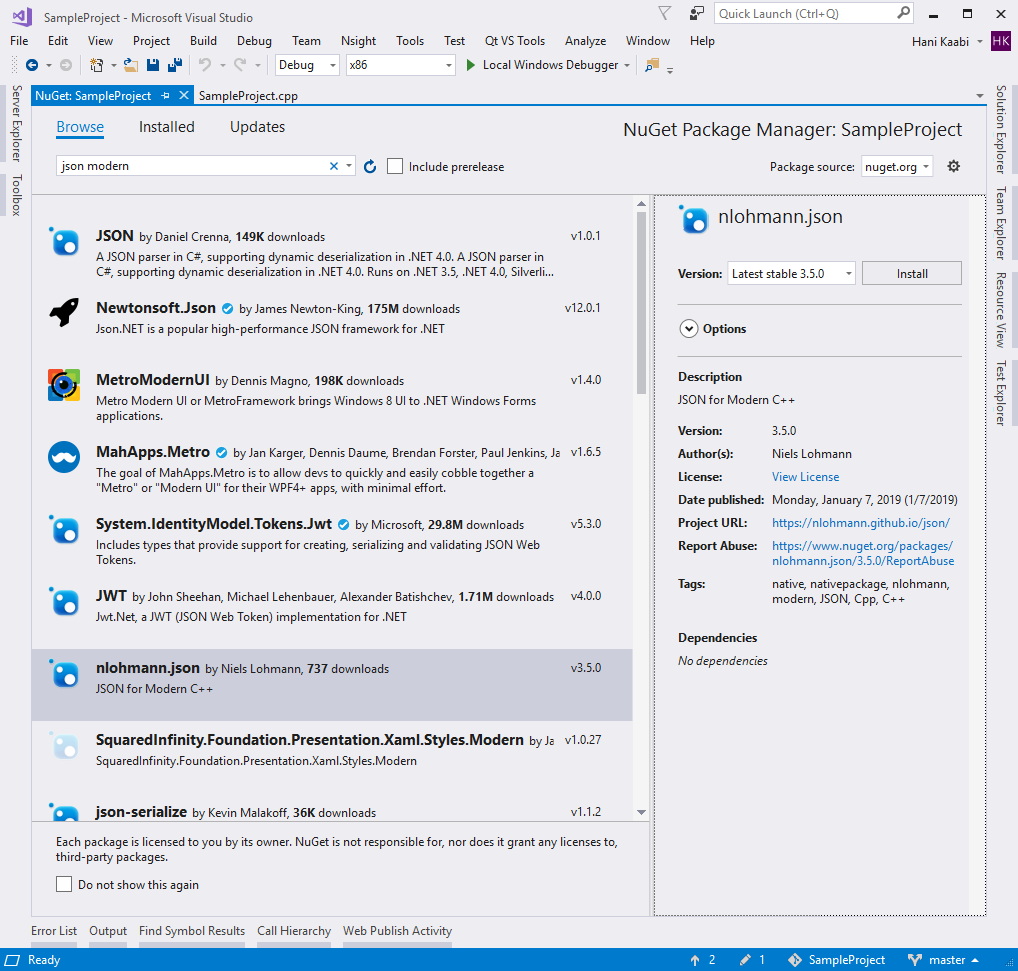 SampleProject - Microsoft Visual Studio
Quick Launch (Ctrl+Q)
File Edit View Project Build Debug Team Nsight Tools Test Qt VS Tools Analyze Window Help Hani Kaabi HK
Debug x86 Local Windows Debugger
Server Explorer
Toolbox
NuGet: SampleProject SampleProject.cpp
Browse Installed Updates NuGet Package Manager: SampleProject
json modern Include prerelease Package source: nuget.org
JSON by Daniel Crenna, 149K downloads v1.0.1
A JSON parser in C#, supporting dynamic deserialization in .NET 4.0. A JSON parser in
C#, supporting dynamic deserialization in .NET 4.0. Runs on .NET 3.5, .NET 4.0, Silverli...
Newtonsoft.Json by James Newton-King, 175M downloads v12.0.1
Json.NET is a popular high-performance JSON framework for .NET
MetroModernUI by Dennis Magno, 198K downloads v1.4.0
Metro Modern UI or MetroFramework brings Windows 8 UI to .NET Windows Forms
applications.
MahApps.Metro by Jan Karger, Dennis Daume, Brendan Forster, Paul Jenkins, Ja v1.6.5
The goal of MahApps.Metro is to allow devs to quickly and easily cobble together a
"Metro" or "Modern UI" for their WPF4+ apps, with minimal effort.
System.IdentityModel.Tokens.Jwt by Microsoft, 29.8M downloads v5.3.0
Includes types that provide support for creating, serializing and validating JSON Web
Tokens.
JWT by John Sheehan, Michael Lehenbauer, Alexander Batishchev, 1.71M downloads v4.0.0
Jwt.Net, a JWT (JSON Web Token) implementation for .NET
nlohmann.json by Niels Lohmann, 737 downloads v3.5.0
JSON for Modern C++
SquaredInfinity.Foundation.Presentation.Xaml.Styles.Modern by Ja v1.0.27
SquaredInfinity.Foundation.Presentation.Xaml.Styles.Modern
json-serialize by Kevin Malakoff, 36K downloads v1.1.2
Each package is licensed to you by its owner. NuGet is not responsible for, nor does it grant any licenses to,
third-party packages.
Do not show this again
nlohmann.json
Version: Latest stable 3.5.0 Install
Options
Description
JSON for Modern C++
Version: 3.5.0
Author(s): Niels Lohmann
License: View License
Date published: Monday, January 7, 2019 (1/7/2019)
Project URL: https://nlohmann.github.io/json/
Report Abuse: https://www.nuget.org/packages/
nlohmann.json/3.5.0/ReportAbuse
Tags: native, nativepackage, nlohmann,
modern, JSON, Cpp, C++
Dependencies
No dependencies
Solution Explorer
Team Explorer
Resource View
Test Explorer
Error List Output Find Symbol Results Call Hierarchy Web Publish Activity
Ready 2 1 SampleProject master